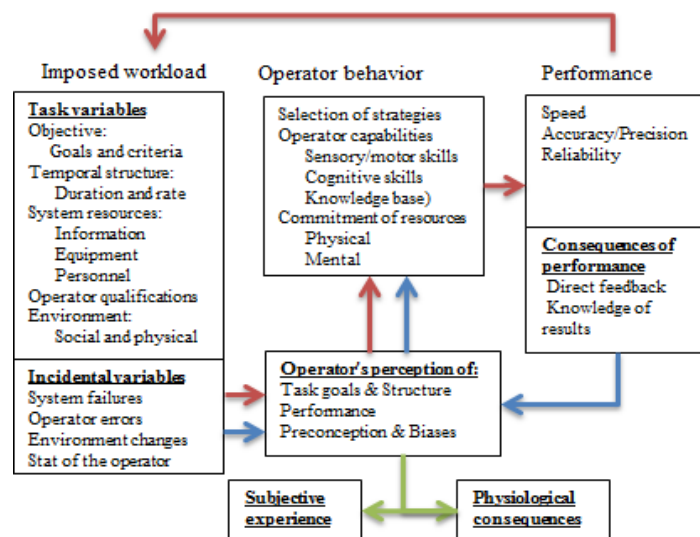 Imposed workload
Task variables
Objective:
Goals and criteria
Temporal structure:
Duration and rate
System resources:
Information
Equipment
Personnel
Operator qualifications
Environment:
Social and physical
Incidental variables
System failures
Operator errors
Environment changes
Stat of the operator
Operator behavior
Selection of strategies
Operator capabilities
Sensory/motor skills
Cognitive skills
Knowledge base)
Commitment of resources
Physical
Mental
Operator's perception of:
Task goals & Structure
Performance
Preconception & Biases
Performance
Speed
Accuracy/Precision
Reliability
Consequences of
performance
Direct feedback
Knowledge of
results
Subjective
experience
Physiological
consequences